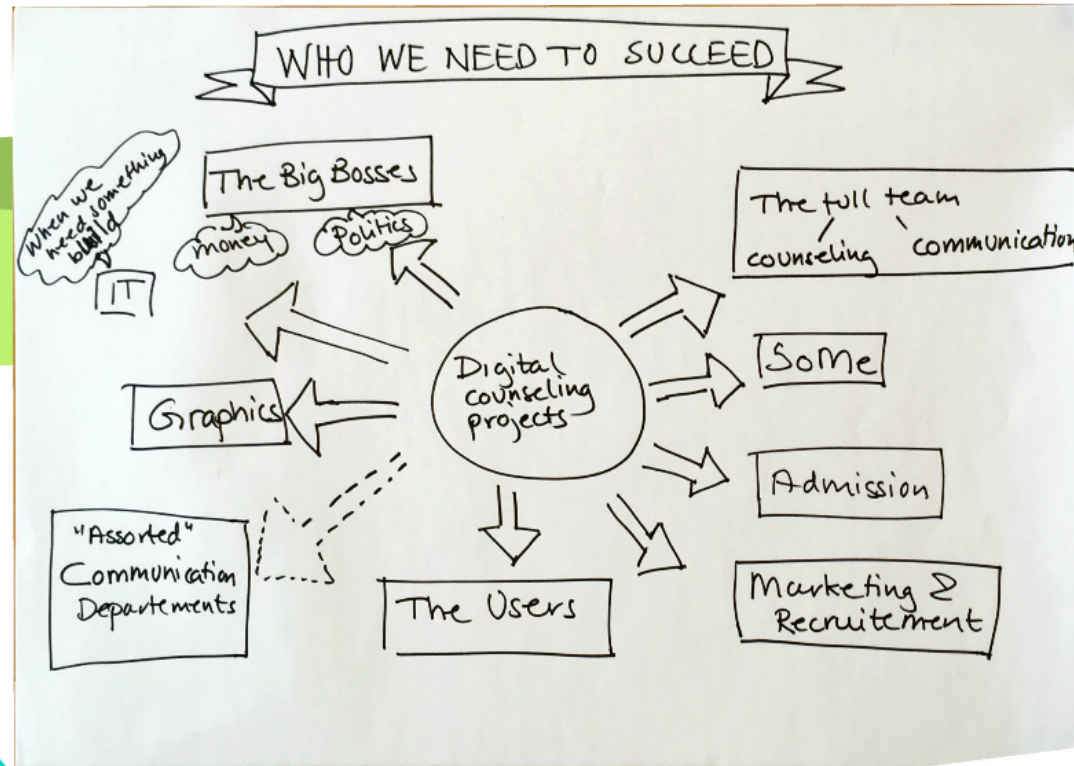 WHO WE NEED TO SUCCEED
When we
need something
build
IT
The Big Bosses
money
Politics
The full team
counseling
communication
Digital
counseling
projects
SoMe
Graphics
Admission
"Assorted"
Communication
Departements
The Users
Marketing &
Recruitement